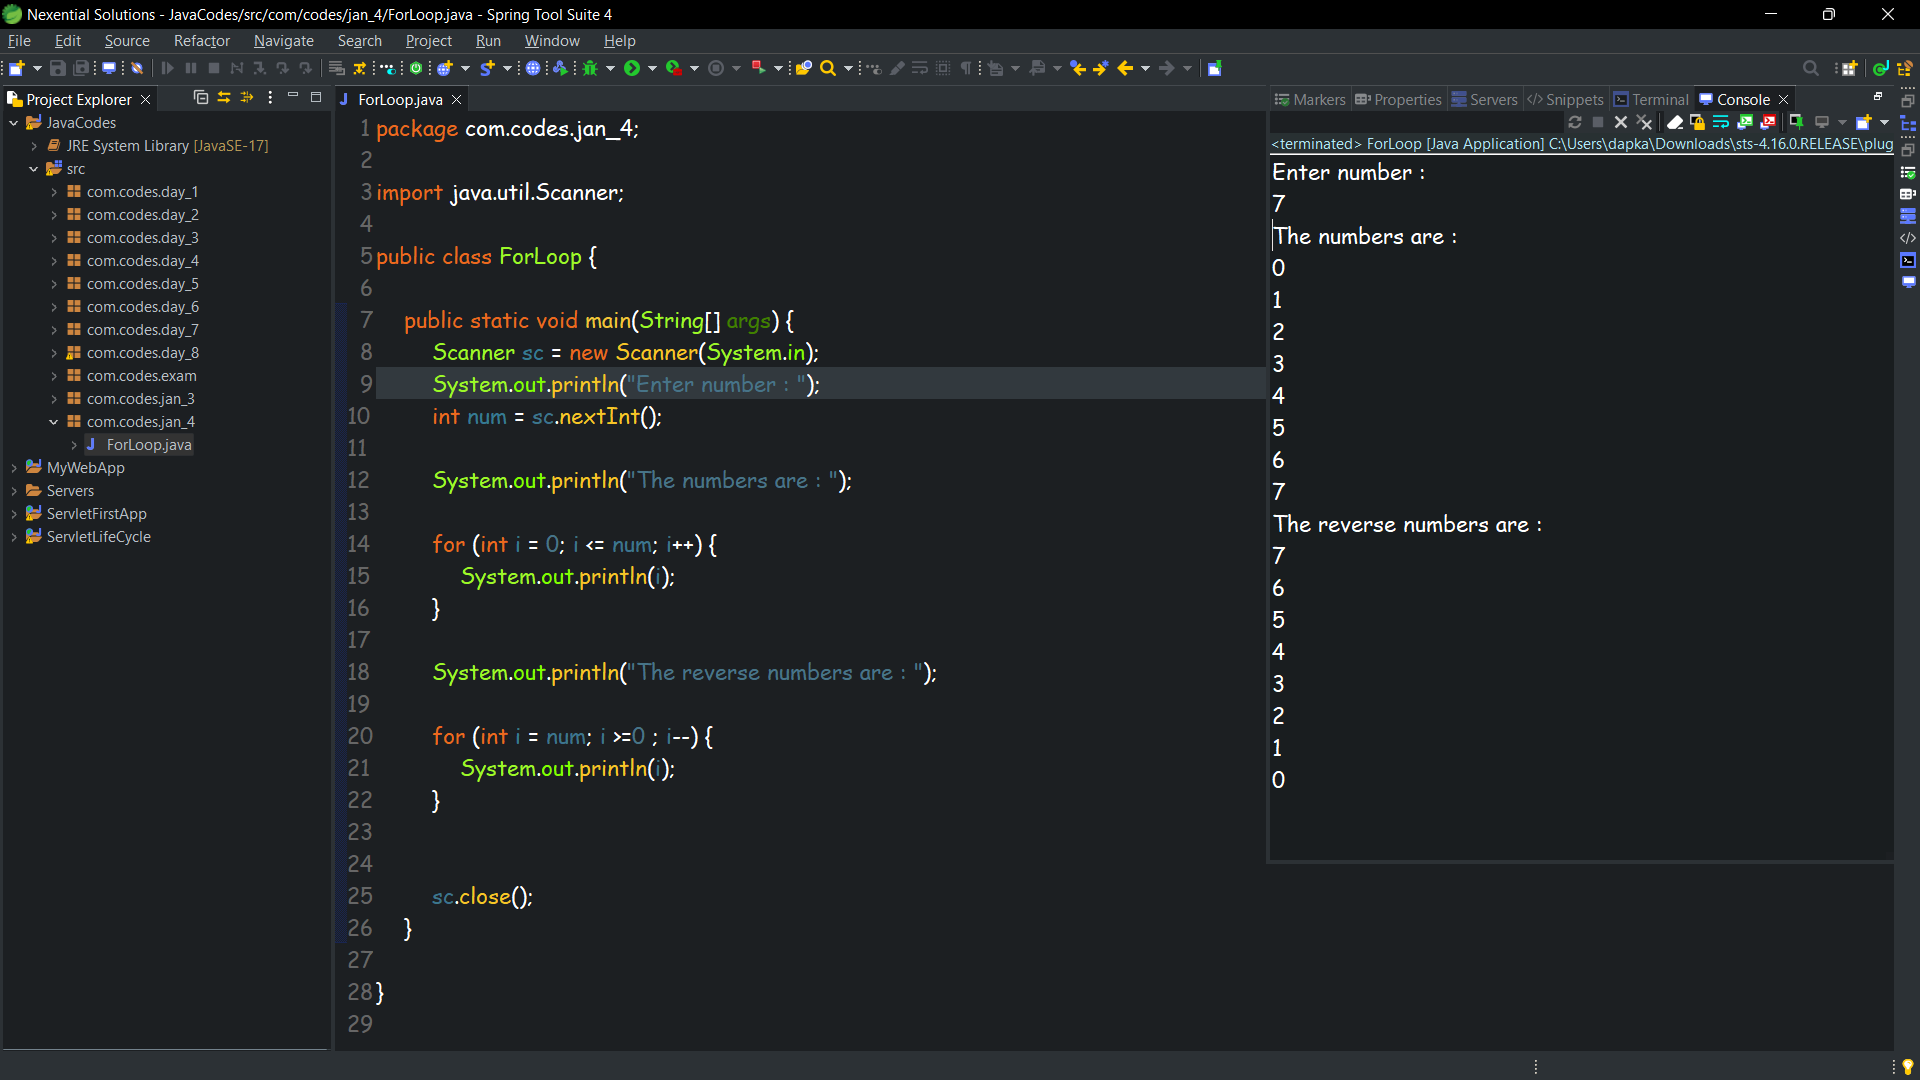 Nexential Solutions - JavaCodes/src/com/codes/jan_4/ForLoop.java - Spring Tool Suite 4
File Edit Source Refactor Navigate Search Project Run Window Help
Project Explorer
JavaCodes
JRE System Library [JavaSE-17]
src
com.codes.day_1
com.codes.day_2
com.codes.day_3
com.codes.day_4
com.codes.day_5
com.codes.day_6
com.codes.day_7
com.codes.day_8
com.codes.exam
com.codes.jan_3
com.codes.jan_4
ForLoop.java
MyWebApp
Servers
ServletFirstApp
ServletLifeCycle
ForLoop.java
1 package com.codes.jan_4;
2
3 import java.util.Scanner;
4
5 public class ForLoop {
6
7 public static void main(String[] args) {
8 Scanner sc = new Scanner(System.in);
9 System.out.println("Enter number : ");
10 int num = sc.nextInt();
11
12 System.out.println("The numbers are : ");
13
14 for (int i = 0; i <= num; i++) {
15 System.out.println(i);
16 }
17
18 System.out.println("The reverse numbers are : ");
19
20 for (int i = num; i >=0 ; i--) {
21 System.out.println(i);
22 }
23
24
25 sc.close();
26 }
27
28 }
29
Markers Properties Servers Snippets Terminal Console
<terminated> ForLoop [Java Application] C:\Users\dapka\Downloads\sts-4.16.0.RELEASE\plug
Enter number :
7
The numbers are :
0
1
2
3
4
5
6
7
The reverse numbers are :
7
6
5
4
3
2
1
0